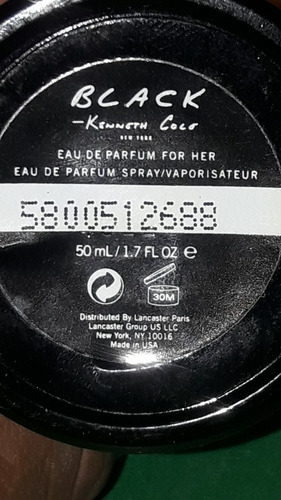 BLACK
-KENNETH COLE
NEW YORK
EAU DE PARFUM FOR HER
EAU DE PARFUM SPRAY/VAPORISATEUR
5800512688
50 mL/1.7 FL OZ ℮
30M
Distributed By Lancaster Paris
Lancaster Group US LLC
New York, NY 10016
Made in USA